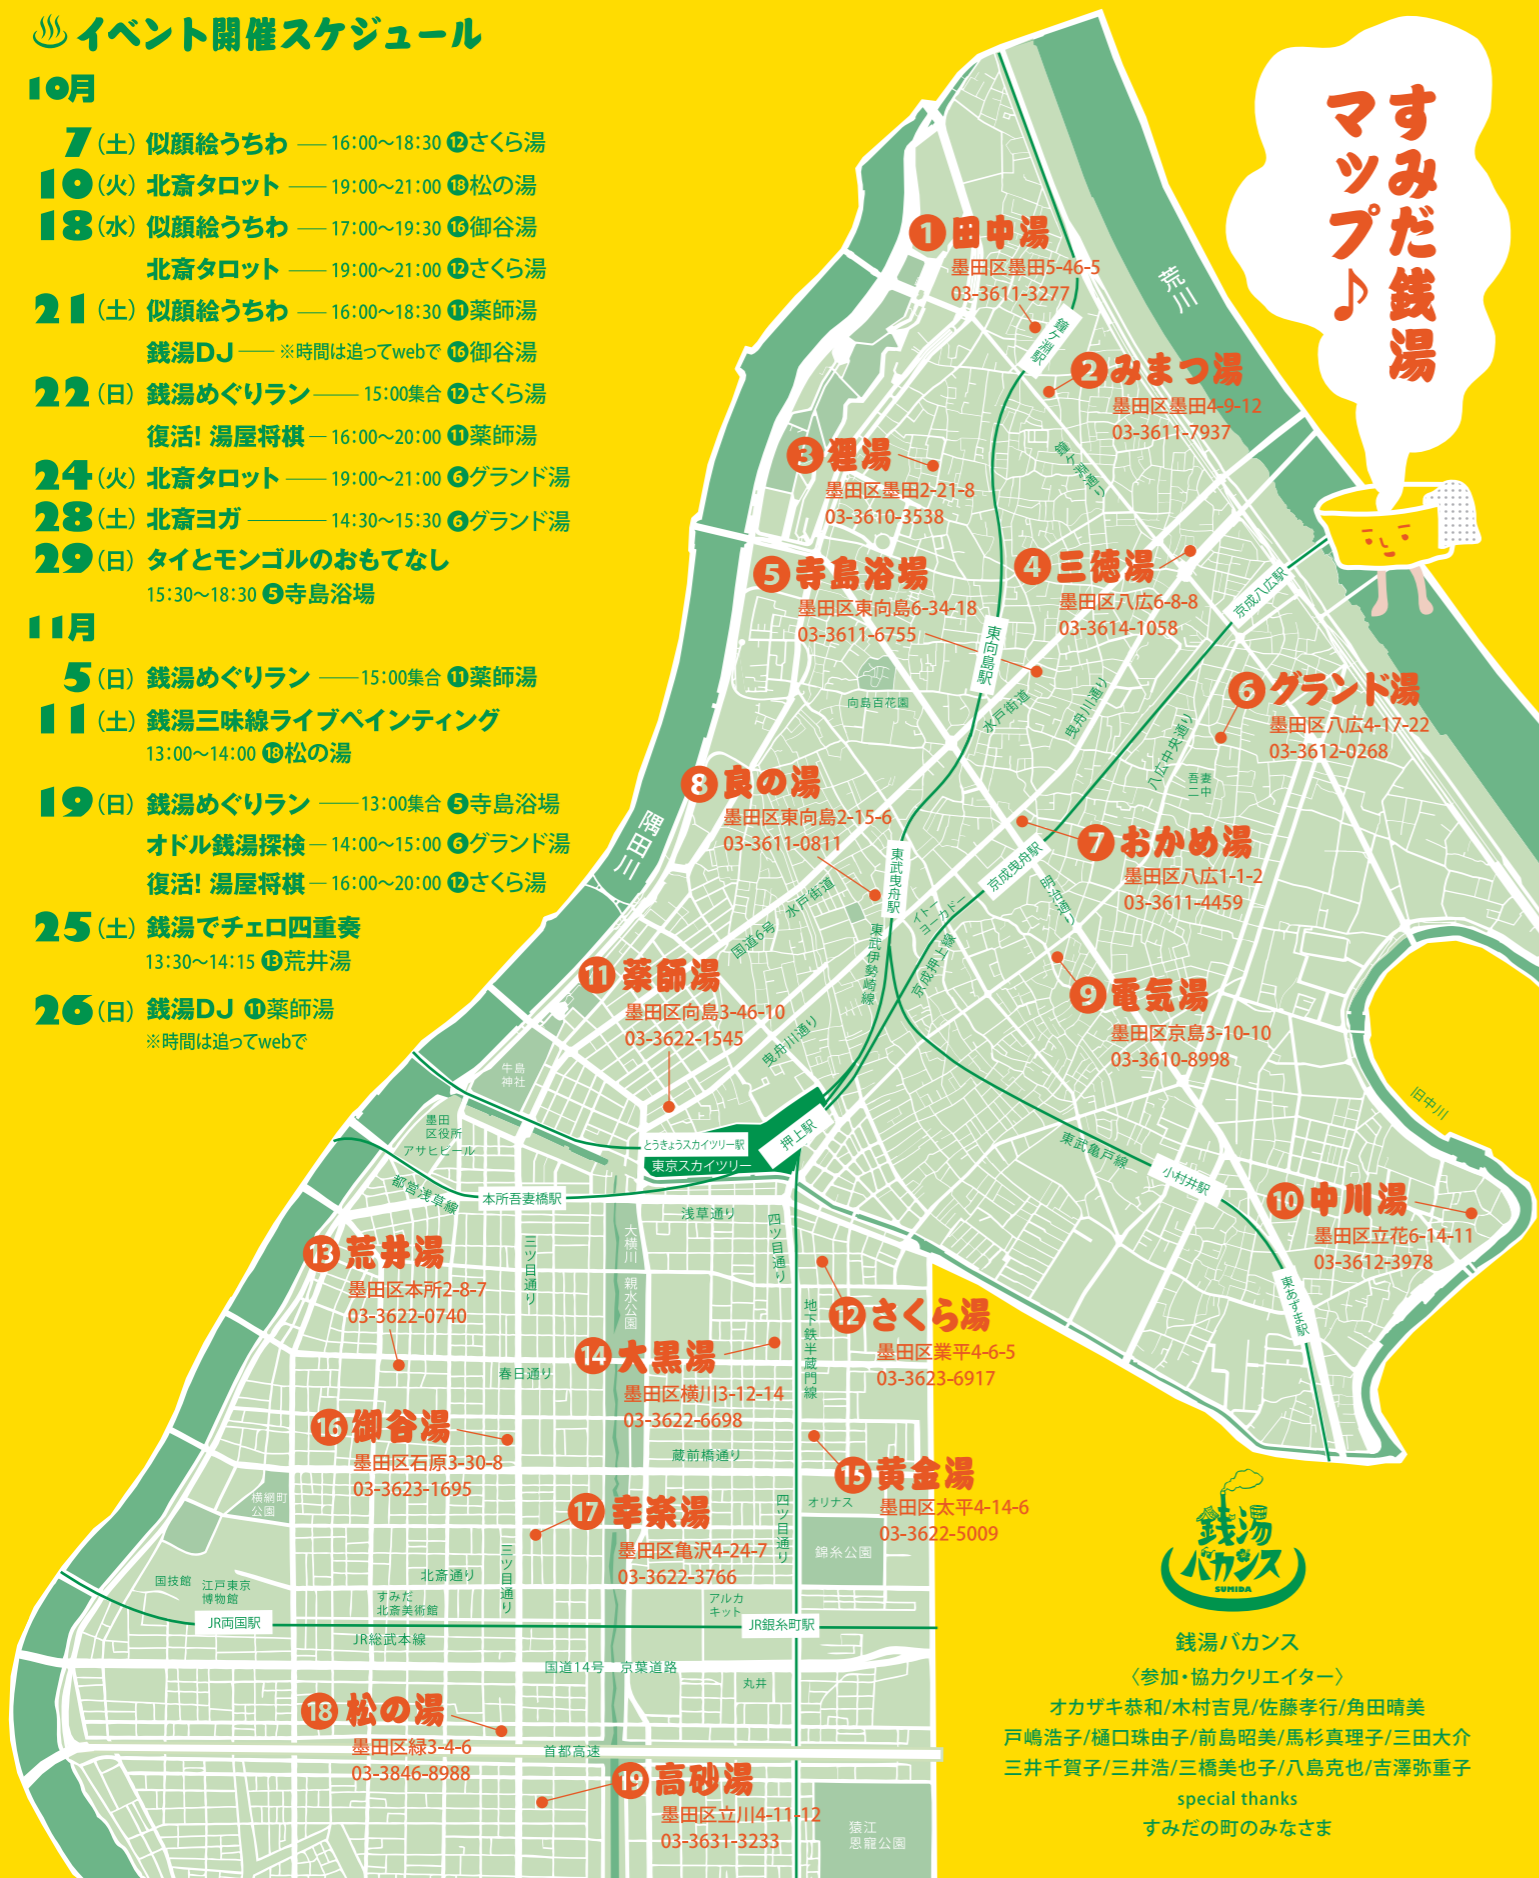 イベント開催スケジュール
10月
7(土) 似顔絵うちわ 16:00〜18:30 ⑫さくら湯
10(火) 北斎タロット 19:00〜21:00 ⑱松の湯
18(水) 似顔絵うちわ 17:00〜19:30 ⑯御谷湯
北斎タロット 19:00〜21:00 ⑫さくら湯
21(土) 似顔絵うちわ 16:00〜18:30 ⑪薬師湯
銭湯DJ ※時間は追ってwebで ⑯御谷湯
22(日) 銭湯めぐりラン 15:00集合 ⑫さくら湯
復活! 湯屋将棋 16:00〜20:00 ⑪薬師湯
24(火) 北斎タロット 19:00〜21:00 ⑥グランド湯
28(土) 北斎ヨガ 14:30〜15:30 ⑥グランド湯
29(日) タイとモンゴルのおもてなし
15:30〜18:30 ⑤寺島浴場
11月
5(日) 銭湯めぐりラン 15:00集合 ⑪薬師湯
11(土) 銭湯三味線ライブペインティング
13:00〜14:00 ⑱松の湯
19(日) 銭湯めぐりラン 13:00集合 ⑤寺島浴場
オドル銭湯探検 14:00〜15:00 ⑥グランド湯
復活! 湯屋将棋 16:00〜20:00 ⑫さくら湯
25(土) 銭湯でチェロ四重奏
13:30〜14:15 ⑬荒井湯
26(日) 銭湯DJ ⑪薬師湯
※時間は追ってwebで
すみだ銭湯
マップ♪
荒川
①田中湯
墨田区墨田5-46-5
03-3611-3277
鐘ヶ淵駅
②みまつ湯
墨田区墨田4-9-12
03-3611-7937
鐘ヶ淵通り
③狸湯
墨田区墨田2-21-8
03-3610-3538
④三徳湯
墨田区八広6-8-8
03-3614-1058
京成八広駅
⑤寺島浴場
墨田区東向島6-34-18
03-3611-6755
東向島駅
向島百花園
水戸街道
曳舟川通り
八広中央通り
吾妻
二中
⑥グランド湯
墨田区八広4-17-22
03-3612-0268
隅田川
⑧良の湯
墨田区東向島2-15-6
03-3611-0811
⑦おかめ湯
墨田区八広1-1-2
03-3611-4459
東武曳舟駅
京成曳舟駅
明治通り
イトー
ヨーカドー
国道6号 水戸街道
東武伊勢崎線
京成押上線
⑨電気湯
墨田区京島3-10-10
03-3610-8998
⑪薬師湯
墨田区向島3-46-10
03-3622-1545
曳舟川通り
旧中川
牛島
神社
墨田
区役所
アサヒビール
とうきょうスカイツリー駅
東京スカイツリー
押上駅
東武亀戸線
小村井駅
都営浅草線
本所吾妻橋駅
浅草通り
⑩中川湯
墨田区立花6-14-11
03-3612-3978
東あずま駅
⑬荒井湯
墨田区本所2-8-7
03-3622-0740
三ツ目通り
大横川
親水公園
四ツ目通り
地下鉄半蔵門線
⑫さくら湯
墨田区業平4-6-5
03-3623-6917
⑭大黒湯
墨田区横川3-12-14
03-3622-6698
春日通り
⑯御谷湯
墨田区石原3-30-8
03-3623-1695
蔵前橋通り
⑮黄金湯
墨田区太平4-14-6
03-3622-5009
オリナス
四ツ目通り
錦糸公園
横網町
公園
⑰幸楽湯
墨田区亀沢4-24-7
03-3622-3766
三ツ目通り
国技館
江戸東京
博物館
北斎通り
すみだ
北斎美術館
アルカ
キット
JR両国駅
JR総武本線
JR錦糸町駅
国道14号 京葉道路
丸井
⑱松の湯
墨田区緑3-4-6
03-3846-8988
首都高速
⑲高砂湯
墨田区立川4-11-12
03-3631-3233
猿江
恩寵公園
銭湯
バカンス
SUMIDA
銭湯バカンス
〈参加・協力クリエイター〉
オカザキ恭和/木村吉見/佐藤孝行/角田晴美
戸嶋浩子/樋口珠由子/前島昭美/馬杉真理子/三田大介
三井千賀子/三井浩/三橋美也子/八島克也/吉澤弥重子
special thanks
すみだの町のみなさま